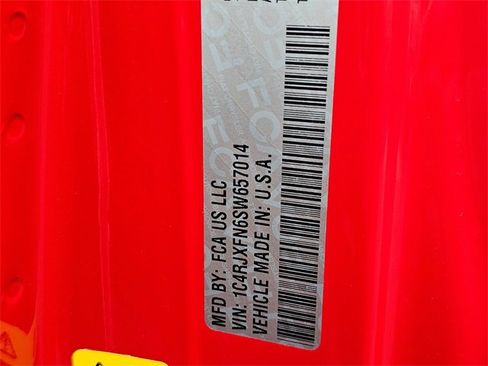 MFD BY: FCA US LLC
VIN: 1C4RJXFN6SW657014
VEHICLE MADE IN: U.S.A.